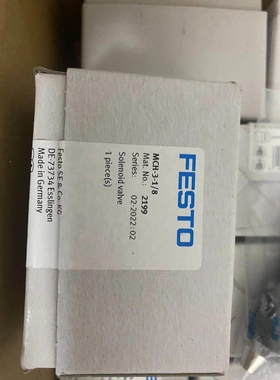 FESTO
MCH-3-1/8
Mat. No.: 2199
Series: 02-2022 : 02
Solenoid valve
1 piece(s)
Festo SE & Co. KG
DE-73734 Esslingen
Made in Germany